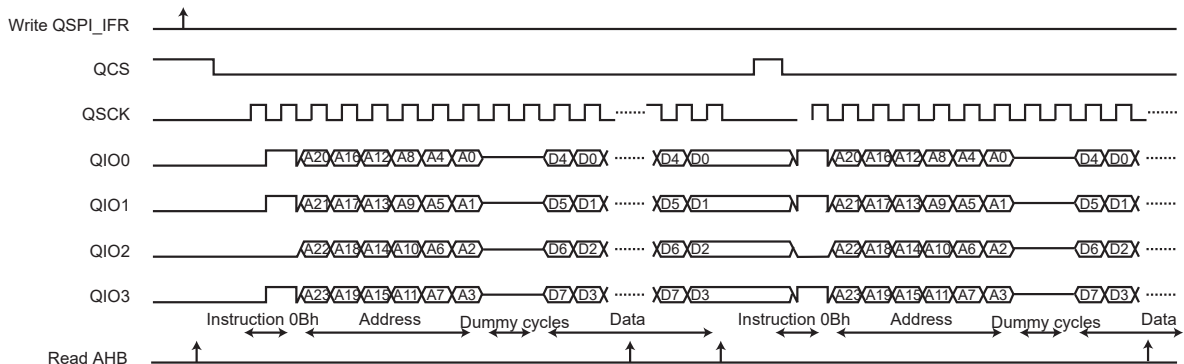 Write QSPI_IFR
QCS
QSCK
QIO0 A20 A16 A12 A8 A4 A0 D4 D0 D4 D0 A20 A16 A12 A8 A4 A0 D4 D0
QIO1 A21 A17 A13 A9 A5 A1 D5 D1 D5 D1 A21 A17 A13 A9 A5 A1 D5 D1
QIO2 A22 A18 A14 A10 A6 A2 D6 D2 D6 D2 A22 A18 A14 A10 A6 A2 D6 D2
QIO3 A23 A19 A15 A11 A7 A3 D7 D3 D7 D3 A23 A19 A15 A11 A7 A3 D7 D3
Instruction 0Bh Address Dummy cycles Data Instruction 0Bh Address Dummy cycles Data
Read AHB